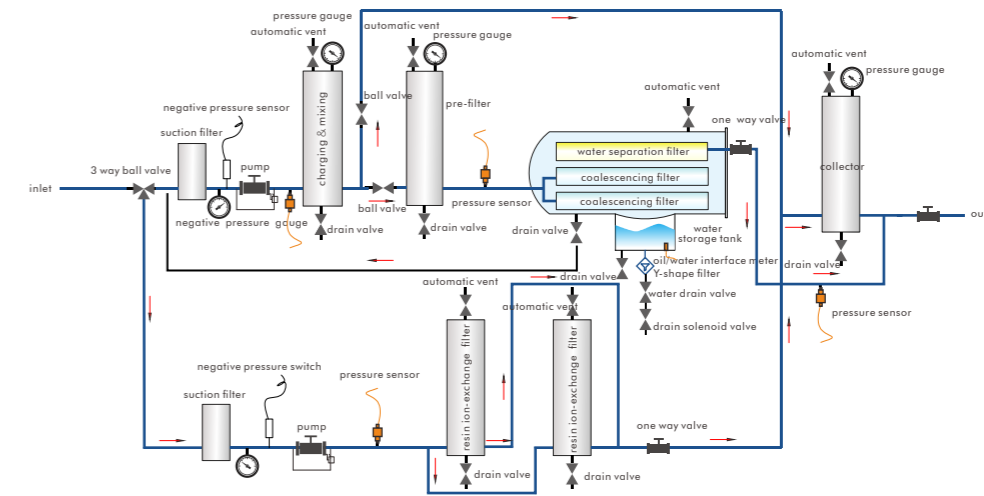 pressure gauge
automatic vent
automatic vent
pressure gauge
automatic vent
pressure gauge
automatic vent
ball valve
pre-filter
charging & mixing
negative pressure sensor
suction filter
one way valve
water separation filter
pump
3 way ball valve
coalescencing filter
collector
inlet
coalescencing filter
ball valve
pressure sensor
ou
negative pressure gauge
drain valve
drain valve
drain valve
water
storage tank
oil/water interface meter
drain valve
drain valve
Y-shape filter
automatic vent
water drain valve
automatic vent
pressure sensor
drain solenoid valve
resin ion-exchange filter
resin ion-exchange filter
negative pressure switch
pressure sensor
suction filter
pump
one way valve
drain valve
drain valve